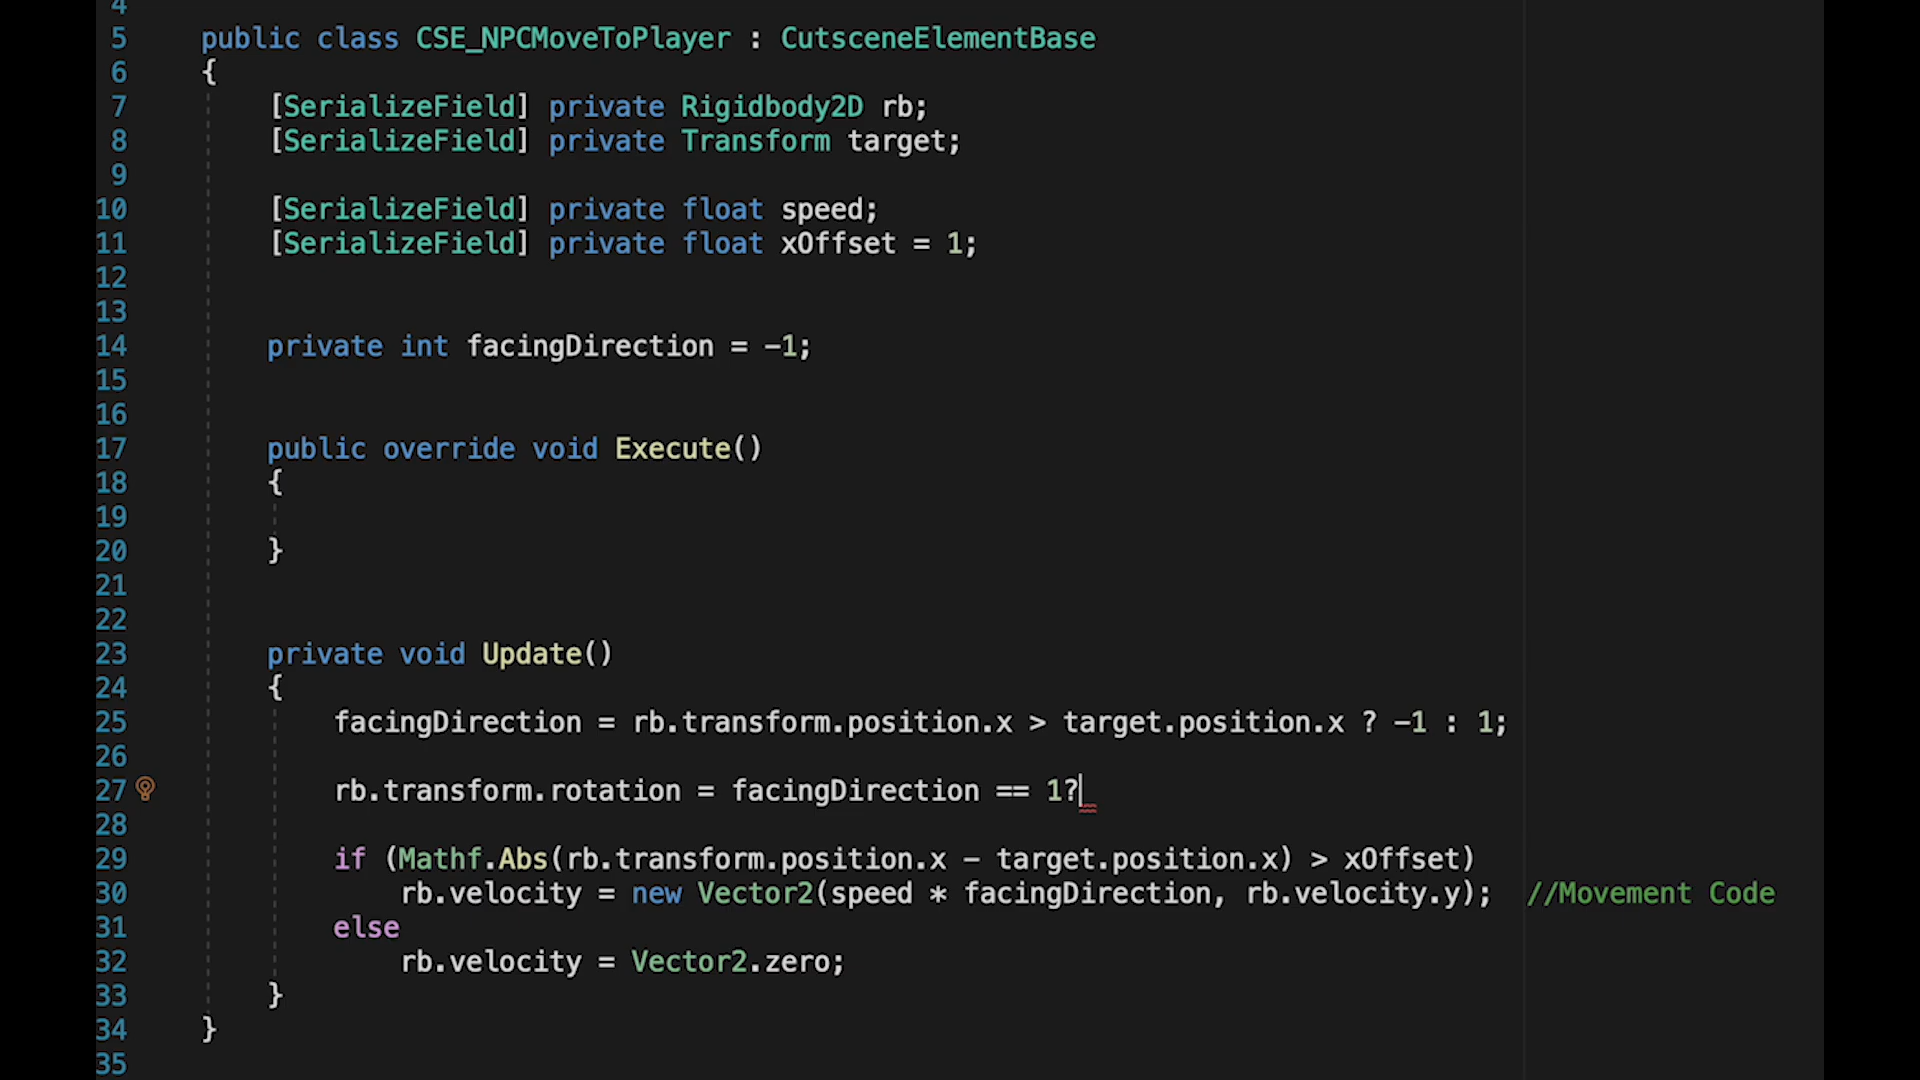 4
5 public class CSE_NPCMoveToPlayer : CutsceneElementBase
6 {
7 [SerializeField] private Rigidbody2D rb;
8 [SerializeField] private Transform target;
9
10 [SerializeField] private float speed;
11 [SerializeField] private float xOffset = 1;
12
13
14 private int facingDirection = -1;
15
16
17 public override void Execute()
18 {
19
20 }
21
22
23 private void Update()
24 {
25 facingDirection = rb.transform.position.x > target.position.x ? -1 : 1;
26
27 rb.transform.rotation = facingDirection == 1?
28
29 if (Mathf.Abs(rb.transform.position.x - target.position.x) > xOffset)
30 rb.velocity = new Vector2(speed * facingDirection, rb.velocity.y); //Movement Code
31 else
32 rb.velocity = Vector2.zero;
33 }
34 }
35